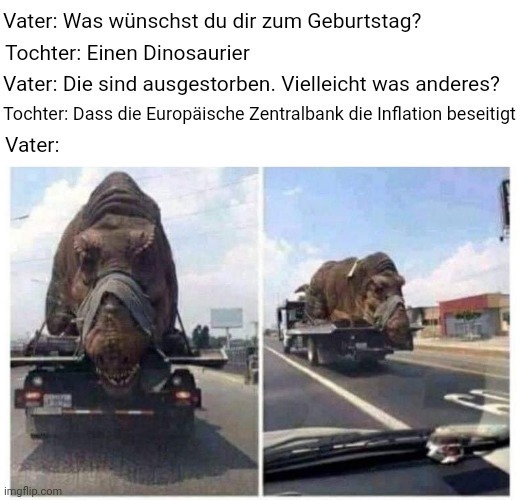 Vater: Was wünschst du dir zum Geburtstag?
Tochter: Einen Dinosaurier
Vater: Die sind ausgestorben. Vielleicht was anderes?
Tochter: Dass die Europäische Zentralbank die Inflation beseitigt
Vater:
imgflip.com